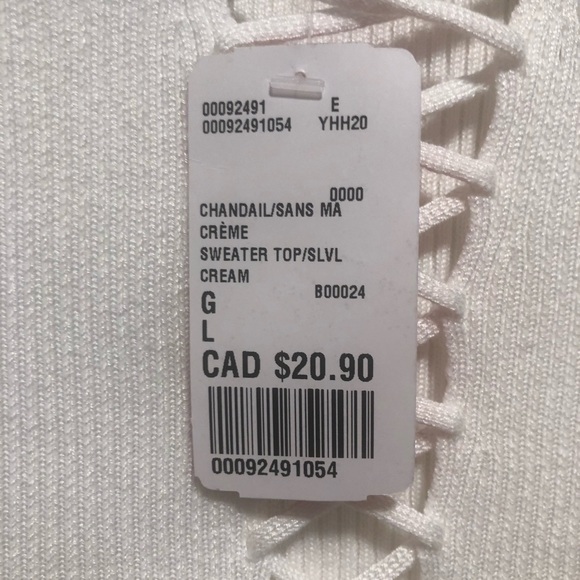 00092491 E
00092491054 YHH20
0000
CHANDAIL/SANS MA
CRÈME
SWEATER TOP/SLVL
CREAM
B00024
G
L
CAD $20.90
00092491054